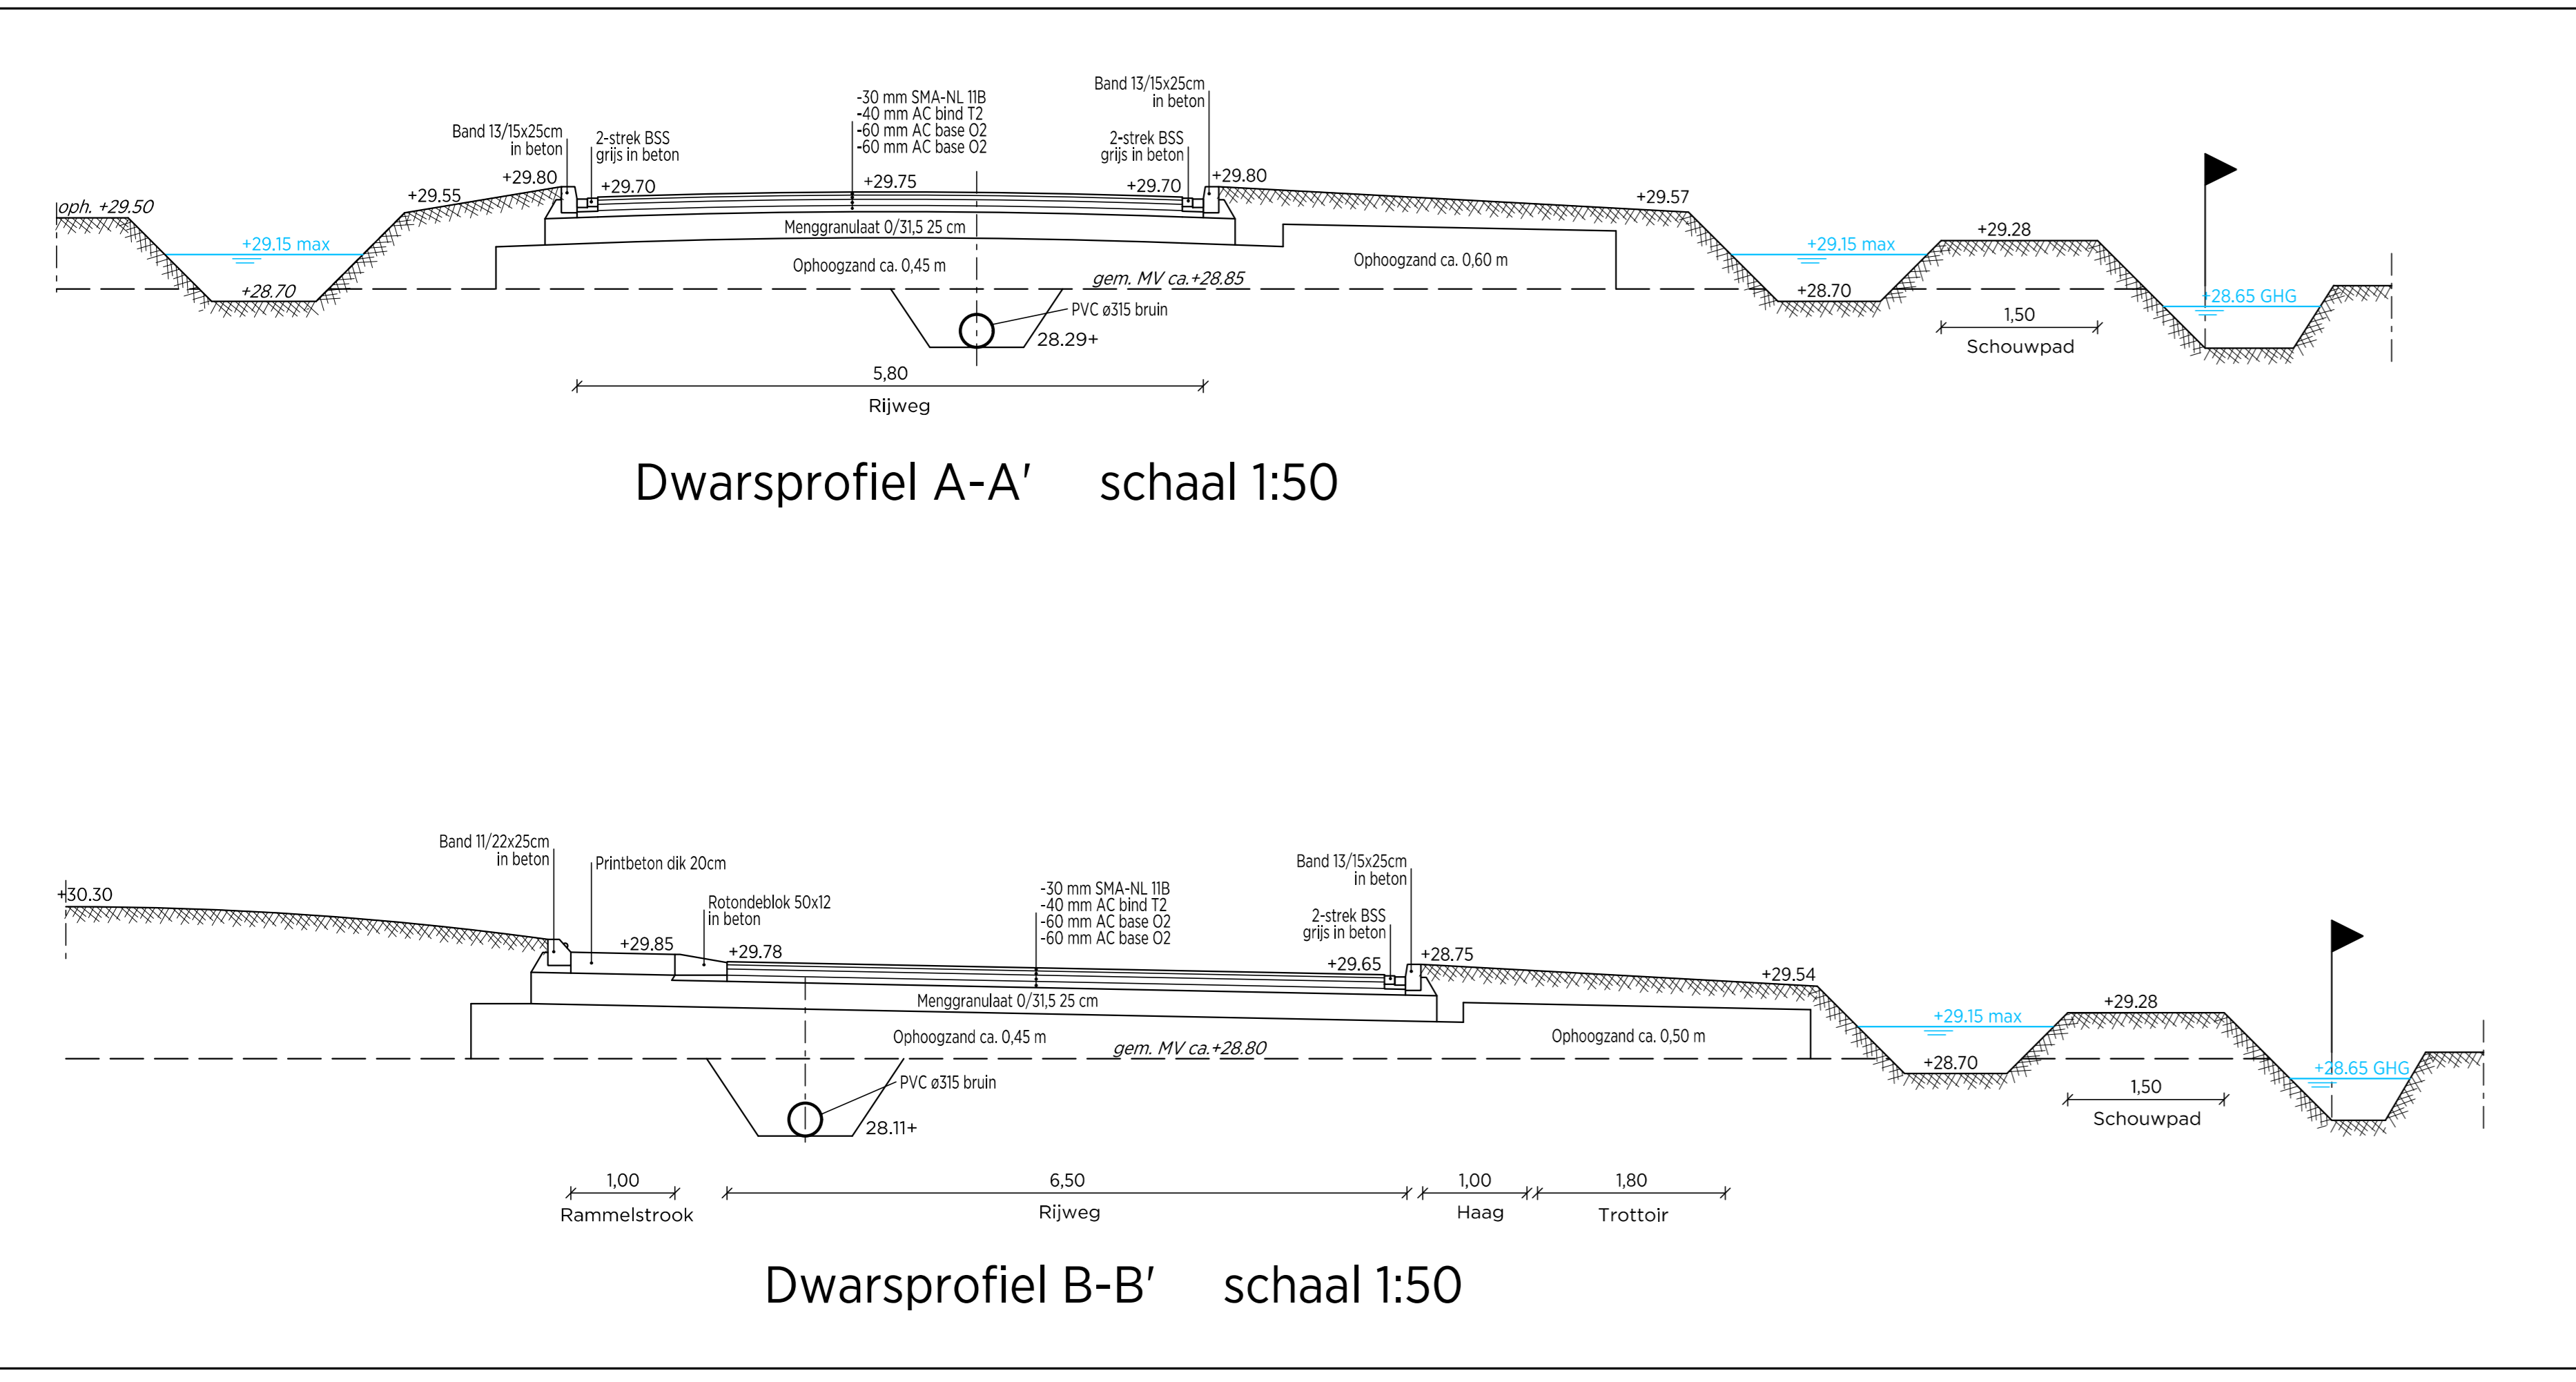 Band 13/15x25cm
in beton
2-strek BSS
grijs in beton
-30 mm SMA-NL 11B
-40 mm AC bind T2
-60 mm AC base O2
-60 mm AC base O2
Band 13/15x25cm
in beton
2-strek BSS
grijs in beton
oph. +29.50
+29.55
+29.80
+29.70
+29.75
+29.70
+29.80
+29.57
+29.15 max
+28.70
Menggranulaat 0/31,5 25 cm
Ophoogzand ca. 0,45 m
Ophoogzand ca. 0,60 m
gem. MV ca.+28.85
PVC ø315 bruin
28.29+
+29.15 max
+28.70
+29.28
1,50
Schouwpad
+28.65 GHG
5,80
Rijweg
Dwarsprofiel A-A' schaal 1:50
+30.30
Band 11/22x25cm
in beton
Printbeton dik 20cm
Rotondeblok 50x12
in beton
-30 mm SMA-NL 11B
-40 mm AC bind T2
-60 mm AC base O2
-60 mm AC base O2
Band 13/15x25cm
in beton
2-strek BSS
grijs in beton
+29.85
+29.78
+29.65
+28.75
+29.54
Menggranulaat 0/31,5 25 cm
Ophoogzand ca. 0,45 m
gem. MV ca.+28.80
Ophoogzand ca. 0,50 m
PVC ø315 bruin
28.11+
+29.15 max
+28.70
+29.28
1,50
Schouwpad
+28.65 GHG
1,00
Rammelstrook
6,50
Rijweg
1,00
Haag
1,80
Trottoir
Dwarsprofiel B-B' schaal 1:50